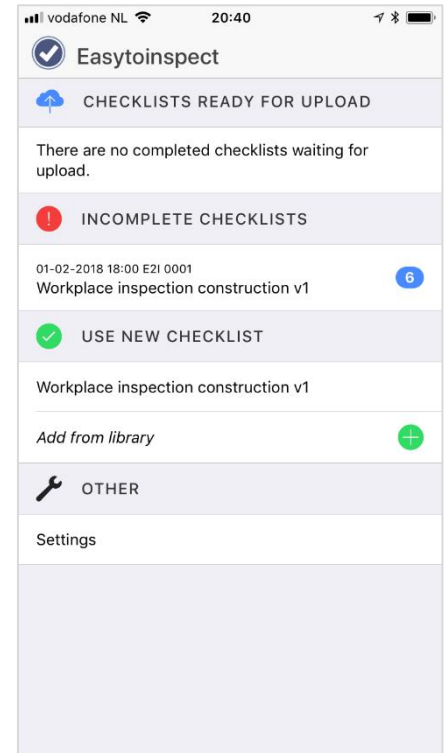 vodafone NL 20:40
Easytoinspect
CHECKLISTS READY FOR UPLOAD
There are no completed checklists waiting for
upload.
INCOMPLETE CHECKLISTS
01-02-2018 18:00 E2I 0001
Workplace inspection construction v1
6
USE NEW CHECKLIST
Workplace inspection construction v1
Add from library
OTHER
Settings